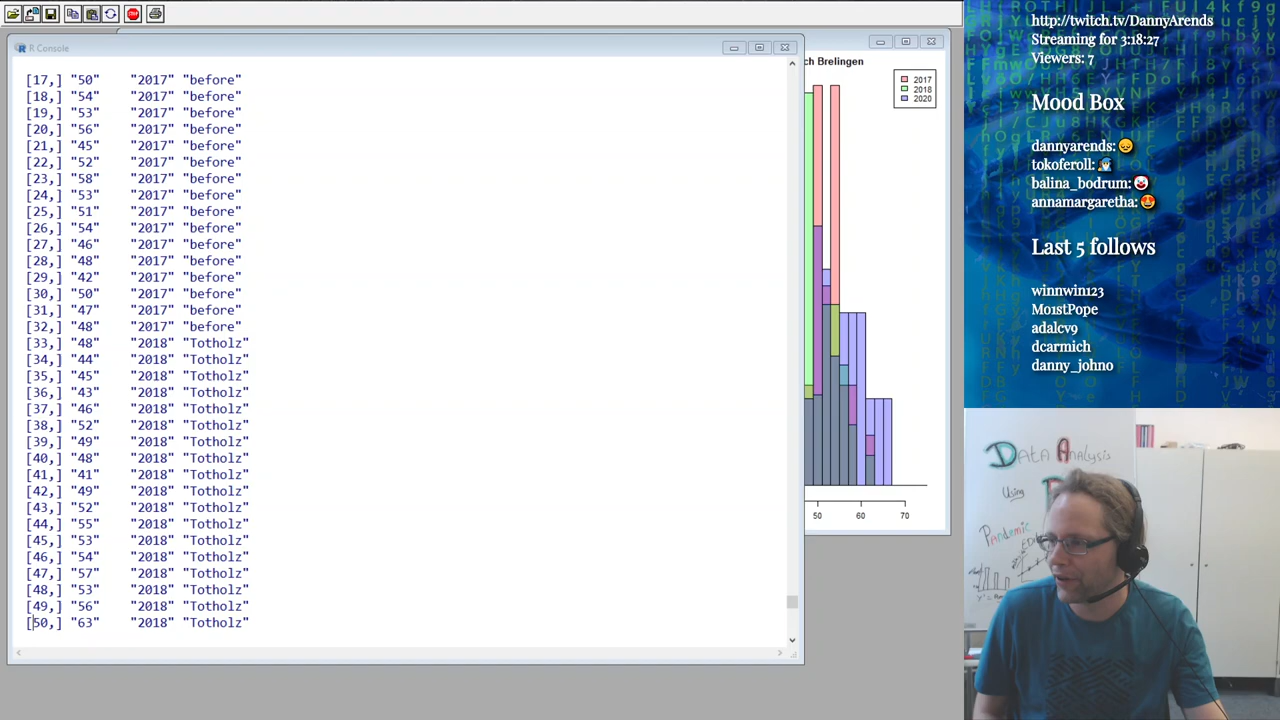 R Console
[17,] "50" "2017" "before"
[18,] "54" "2017" "before"
[19,] "53" "2017" "before"
[20,] "56" "2017" "before"
[21,] "45" "2017" "before"
[22,] "52" "2017" "before"
[23,] "58" "2017" "before"
[24,] "53" "2017" "before"
[25,] "51" "2017" "before"
[26,] "54" "2017" "before"
[27,] "46" "2017" "before"
[28,] "48" "2017" "before"
[29,] "42" "2017" "before"
[30,] "50" "2017" "before"
[31,] "47" "2017" "before"
[32,] "48" "2017" "before"
[33,] "48" "2018" "Totholz"
[34,] "44" "2018" "Totholz"
[35,] "45" "2018" "Totholz"
[36,] "43" "2018" "Totholz"
[37,] "46" "2018" "Totholz"
[38,] "52" "2018" "Totholz"
[39,] "49" "2018" "Totholz"
[40,] "48" "2018" "Totholz"
[41,] "41" "2018" "Totholz"
[42,] "49" "2018" "Totholz"
[43,] "52" "2018" "Totholz"
[44,] "55" "2018" "Totholz"
[45,] "53" "2018" "Totholz"
[46,] "54" "2018" "Totholz"
[47,] "57" "2018" "Totholz"
[48,] "53" "2018" "Totholz"
[49,] "56" "2018" "Totholz"
[50,] "63" "2018" "Totholz"
STOP
ch Brelingen
2017
2018
2020
50 60 70
http://twitch.tv/DannyArends
Streaming for 3:18:27
Viewers: 7
Mood Box
dannyarends:
tokoferoll:
balina_bodrum:
annamargaretha:
Last 5 follows
winnwin123
Mo1stPope
adalcv9
dcarmich
danny_johno
Data Analysis
Using
Pandemic